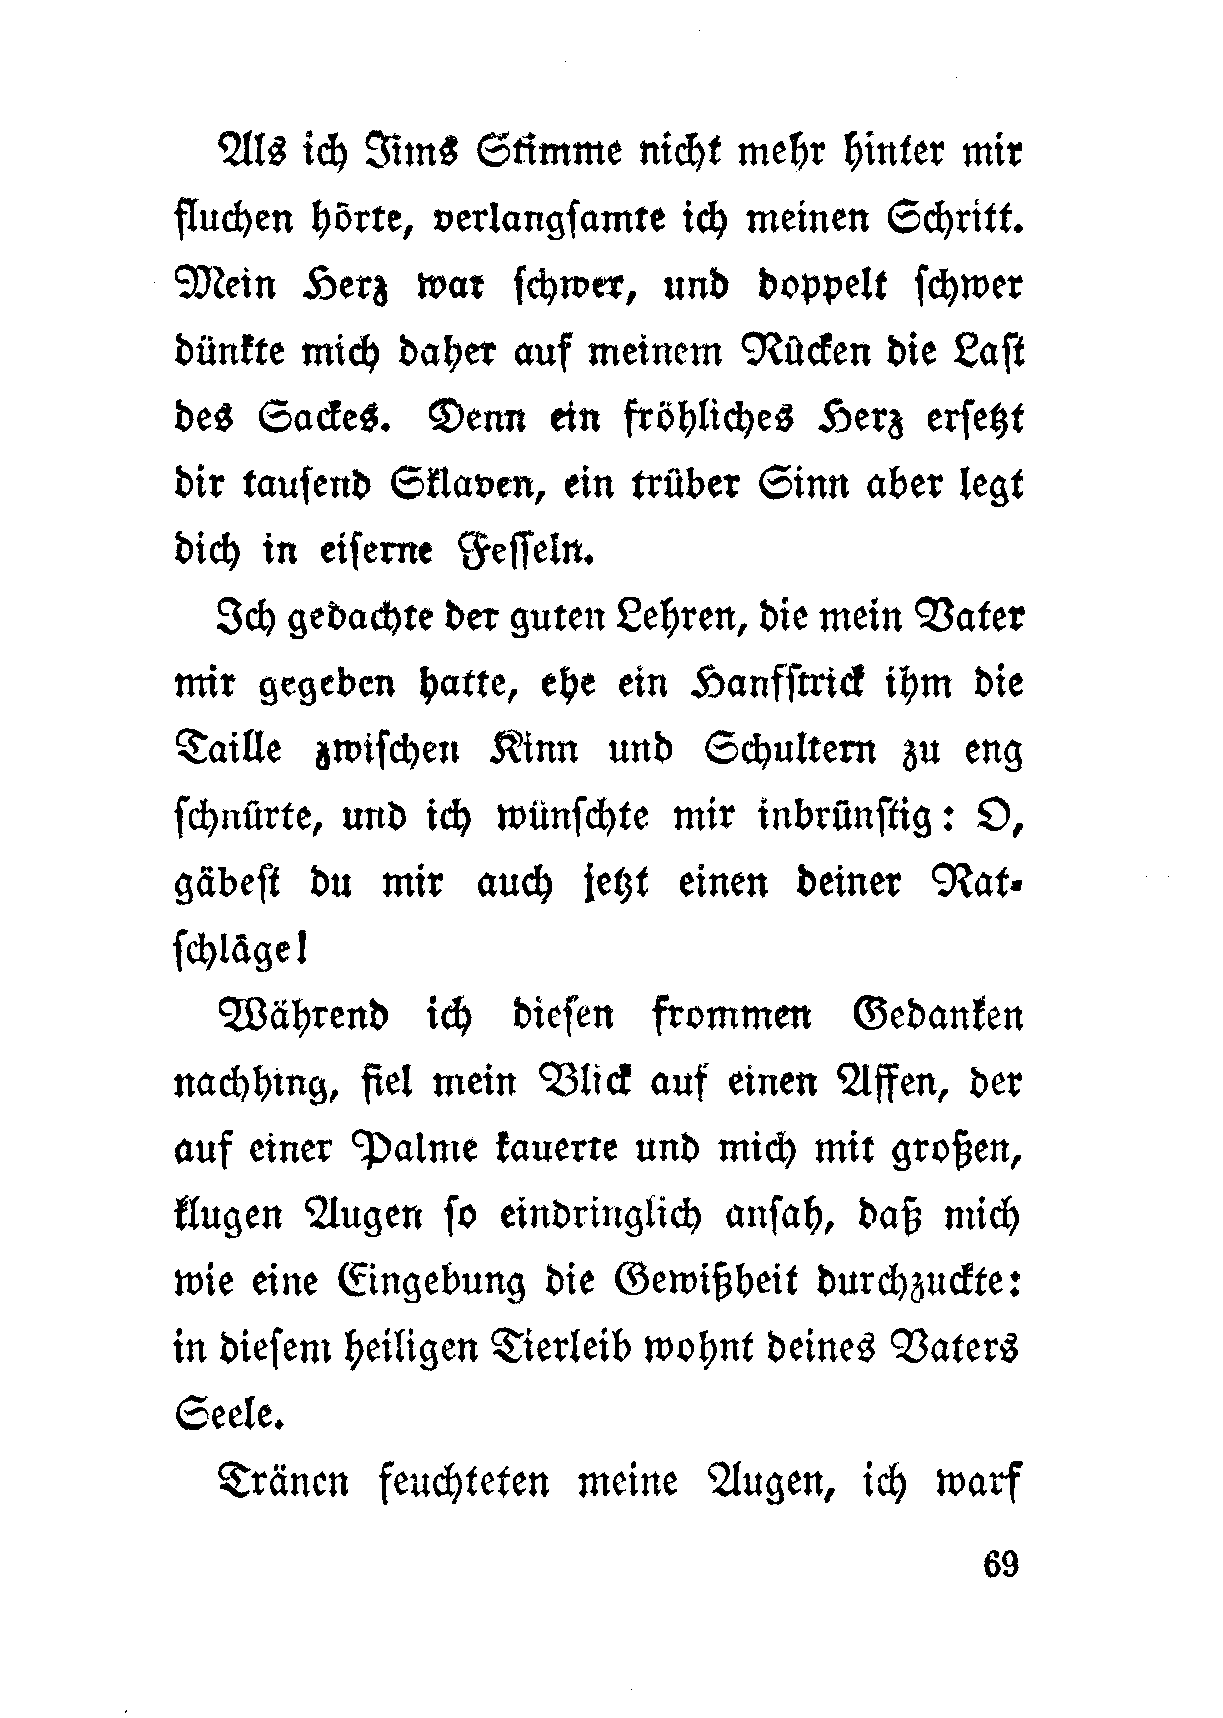 Als ich Jims Stimme nicht mehr hinter mir
fluchen hörte, verlangsamte ich meinen Schritt.
Mein Herz war schwer, und doppelt schwer
dünkte mich daher auf meinem Rücken die Last
des Sackes. Denn ein fröhliches Herz ersetzt
dir tausend Sklaven, ein trüber Sinn aber legt
dich in eiserne Fesseln.
Ich gedachte der guten Lehren, die mein Vater
mir gegeben hatte, ehe ein Hanfstrick ihm die
Taille zwischen Kinn und Schultern zu eng
schnürte, und ich wünschte mir inbrünstig: O,
gäbest du mir auch jetzt einen deiner Rat-
schläge!
Während ich diesen frommen Gedanken
nachhing, fiel mein Blick auf einen Affen, der
auf einer Palme kauerte und mich mit großen,
klugen Augen so eindringlich ansah, daß mich
wie eine Eingebung die Gewißheit durchzuckte:
in diesem heiligen Tierleib wohnt deines Vaters
Seele.
Tränen feuchteten meine Augen, ich warf
69